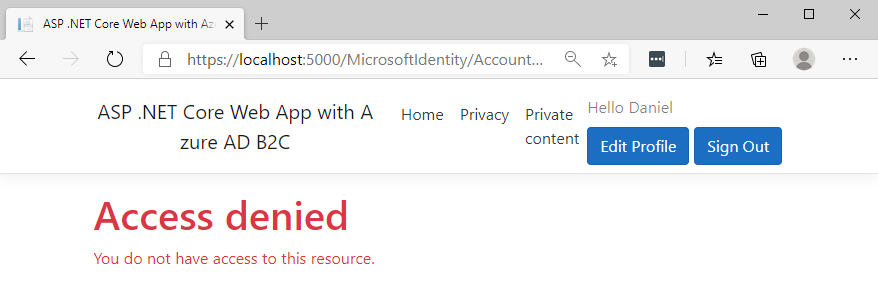 ASP .NET Core Web App with Az
https://localhost:5000/MicrosoftIdentity/Account...
ASP .NET Core Web App with A
zure AD B2C
Home
Privacy
Private
content
Hello Daniel
Edit Profile
Sign Out
Access denied
You do not have access to this resource.